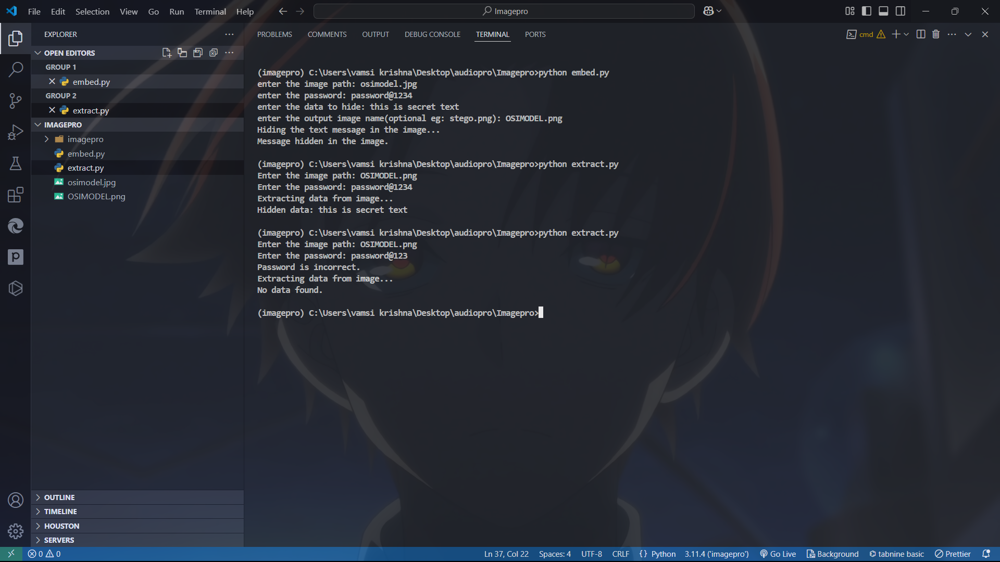 File Edit Selection View Go Run Terminal Help
Imagepro
EXPLORER
OPEN EDITORS
GROUP 1
embed.py
GROUP 2
extract.py
IMAGEPRO
imagepro
embed.py
extract.py
osimodel.jpg
OSIMODEL.png
OUTLINE
TIMELINE
HOUSTON
SERVERS
PROBLEMS COMMENTS OUTPUT DEBUG CONSOLE TERMINAL PORTS
cmd
(imagepro) C:\Users\vamsi krishna\Desktop\audiopro\Imagepro>python embed.py
enter the image path: osimodel.jpg
enter the password: password@1234
enter the data to hide: this is secret text
enter the output image name(optional eg: stego.png): OSIMODEL.png
Hiding the text message in the image...
Message hidden in the image.
(imagepro) C:\Users\vamsi krishna\Desktop\audiopro\Imagepro>python extract.py
Enter the image path: OSIMODEL.png
Enter the password: password@1234
Extracting data from image...
Hidden data: this is secret text
(imagepro) C:\Users\vamsi krishna\Desktop\audiopro\Imagepro>python extract.py
Enter the image path: OSIMODEL.png
Enter the password: password@123
Password is incorrect.
Extracting data from image...
No data found.
(imagepro) C:\Users\vamsi krishna\Desktop\audiopro\Imagepro>
0 0 Ln 37, Col 22 Spaces: 4 UTF-8 CRLF {} Python 3.11.4 ('imagepro') Go Live Background tabnine basic Prettier